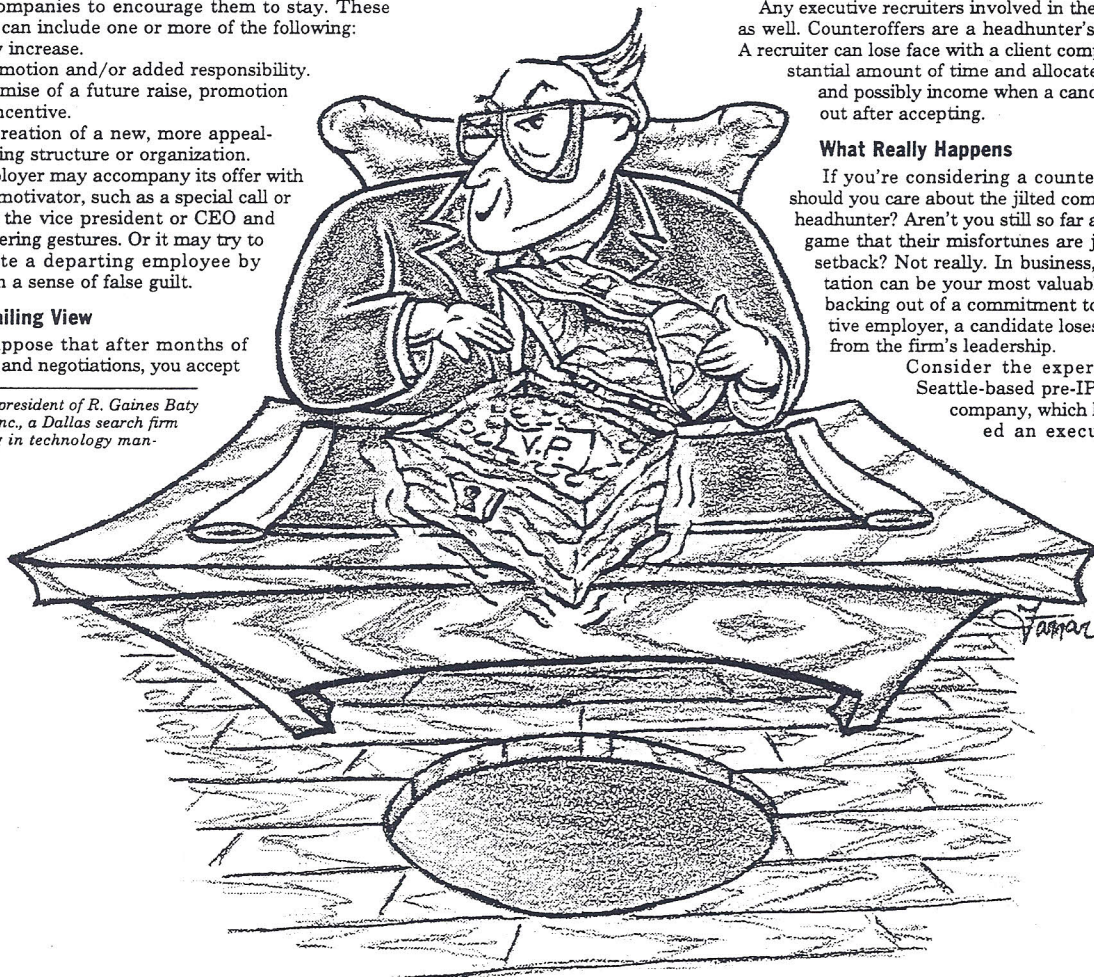 ompanies to encourage them to stay. These
can include one or more of the following:
y increase.
motion and/or added responsibility.
mise of a future raise, promotion
ncentive.
reation of a new, more appeal-
ing structure or organization.
ployer may accompany its offer with
motivator, such as a special call or
the vice president or CEO and
ering gestures. Or it may try to
te a departing employee by
n a sense of false guilt.
ailing View
ppose that after months of
and negotiations, you accept
president of R. Gaines Baty
nc., a Dallas search firm
in technology man-
Any executive recruiters involved in the
as well. Counteroffers are a headhunter's
A recruiter can lose face with a client comp
stantial amount of time and allocate
and possibly income when a cand
out after accepting.
What Really Happens
If you're considering a counte
should you care about the jilted com
headhunter? Aren't you still so far a
game that their misfortunes are j
setback? Not really. In business,
tation can be your most valuabl
backing out of a commitment to
tive employer, a candidate loses
from the firm's leadership.
Consider the exper
Seattle-based pre-IP
company, which
ed an execu
V.P.